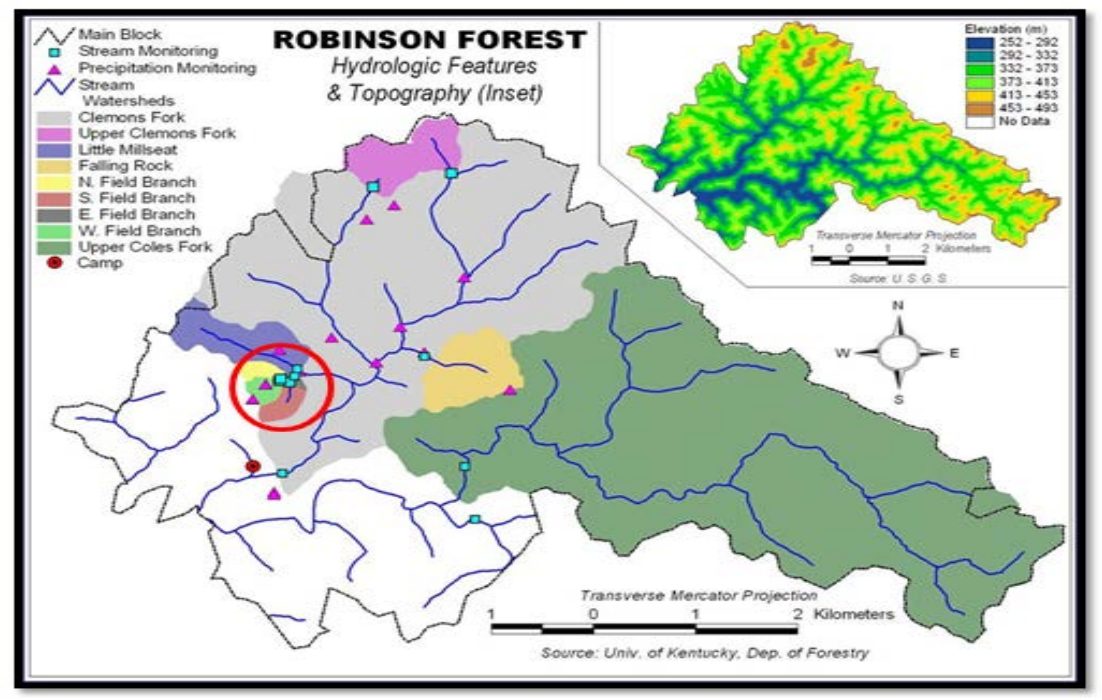 Main Block
Stream Monitoring
Precipitation Monitoring
Stream
Watersheds
Clemons Fork
Upper Clemons Fork
Little Millseat
Falling Rock
N. Field Branch
S. Field Branch
E. Field Branch
W. Field Branch
Upper Coles Fork
Camp
ROBINSON FOREST
Hydrologic Features
& Topography (Inset)
Elevation (m)
252 - 292
292 - 332
332 - 373
373 - 413
413 - 453
453 - 493
No Data
Transverse Mercator Projection
1 0 1 2 Kilometers
Source: U. S. G. S.
N
W E
S
Transverse Mercator Projection
1 0 1 2 Kilometers
Source: Univ. of Kentucky, Dep. of Forestry